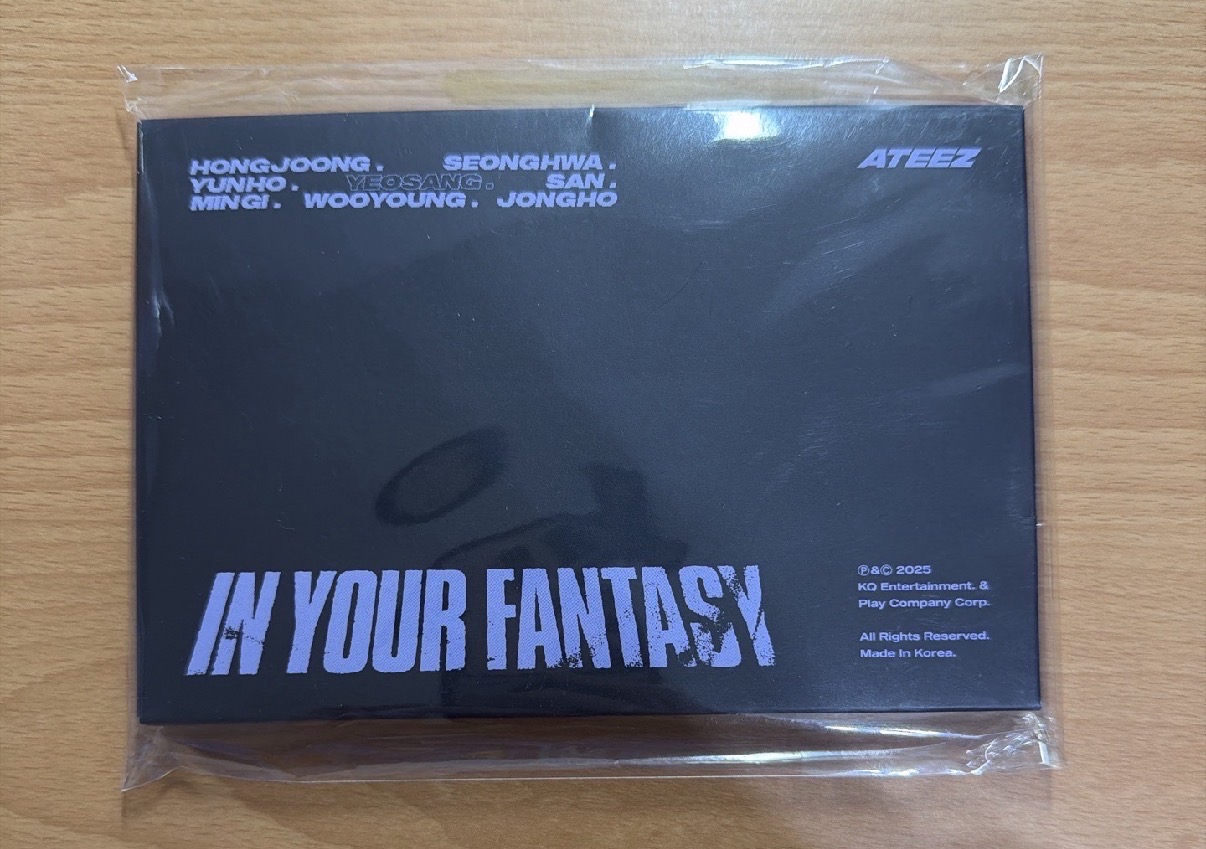 HONGJOONG. SEONGHWA.
YUNHO. YEOSANG. SAN.
MINGI. WOOYOUNG. JONGHO
ATEEZ
IN YOUR FANTASY
℗&© 2025
KQ Entertainment. &
Play Company Corp.
All Rights Reserved.
Made In Korea.